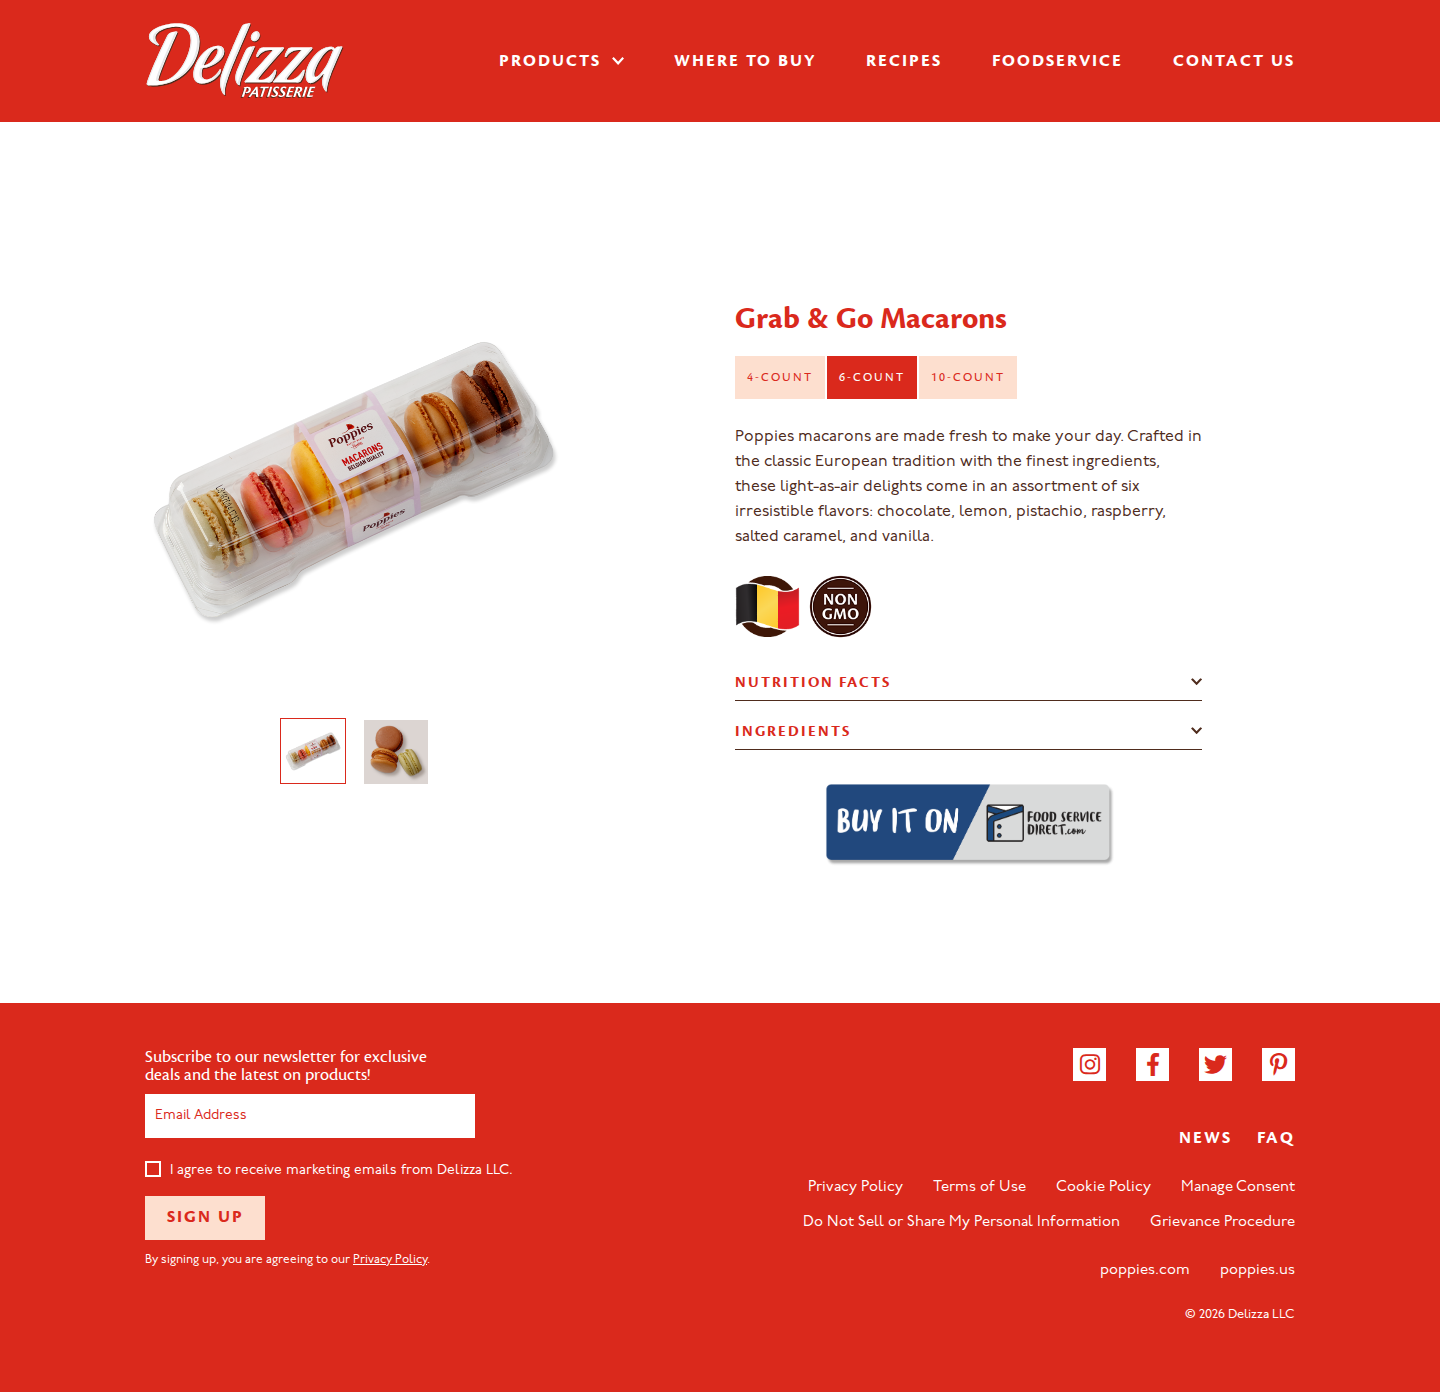 Delizza
PATISSERIE
PRODUCTS
WHERE TO BUY
RECIPES
FOODSERVICE
CONTACT US
Grab & Go Macarons
4-COUNT
6-COUNT
10-COUNT
Poppies
MACARONS
BELGIAN QUALITY
Poppies
Poppies macarons are made fresh to make your day. Crafted in
the classic European tradition with the finest ingredients,
these light-as-air delights come in an assortment of six
irresistible flavors: chocolate, lemon, pistachio, raspberry,
salted caramel, and vanilla.
NON
GMO
NUTRITION FACTS
INGREDIENTS
BUY IT ON
FOOD SERVICE
DIRECT.com
Subscribe to our newsletter for exclusive
deals and the latest on products!
Email Address
I agree to receive marketing emails from Delizza LLC.
SIGN UP
By signing up, you are agreeing to our Privacy Policy.
NEWS
FAQ
Privacy Policy
Terms of Use
Cookie Policy
Manage Consent
Do Not Sell or Share My Personal Information
Grievance Procedure
poppies.com
poppies.us
© 2026 Delizza LLC